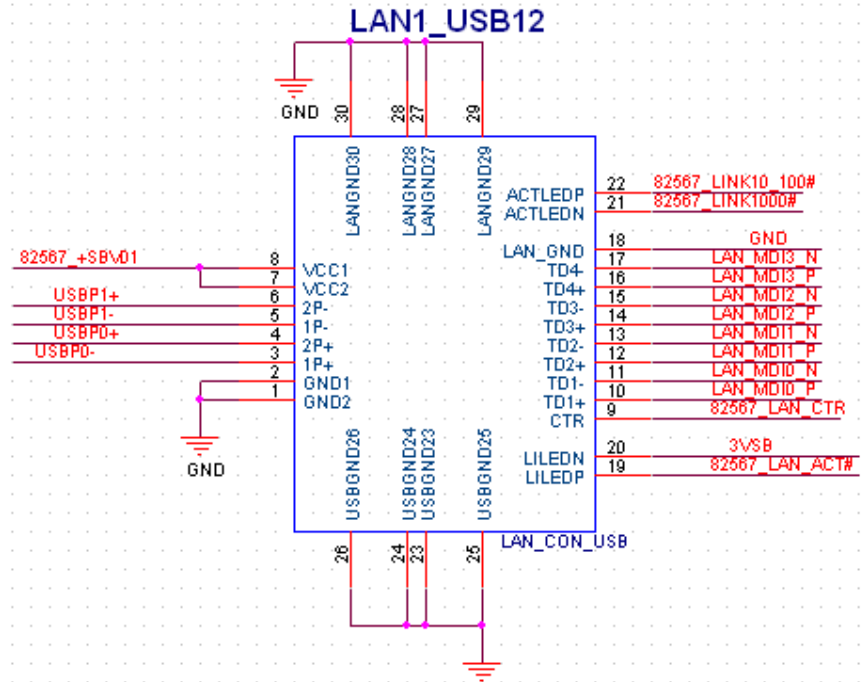 LAN1_USB12
GND
30 28 27 29
LANGND30 LANGND28 LANGND27 LANGND29
82567_+SBV01
8 VCC1
7 VCC2
USBP1+ 6 2P-
USBP1- 5 1P-
USBP0+ 4 2P+
USBP0- 3 1P+
2 GND1
1 GND2
GND
ACTLEDP 22 82567_LINK10_100#
ACTLEDN 21 82567_LINK1000#
LAN_GND 18 GND
TD4- 17 LAN_MDI3_N
TD4+ 16 LAN_MDI3_P
TD3- 15 LAN_MDI2_N
TD3+ 14 LAN_MDI2_P
TD2- 13 LAN_MDI1_N
TD2+ 12 LAN_MDI1_P
TD1- 11 LAN_MDI0_N
TD1+ 10 LAN_MDI0_P
CTR 9 82567_LAN_CTR
LILEDN 20 3VSB
LILEDP 19 82567_LAN_ACT#
USBGND26 USBGND24 USBGND23 USBGND25
26 24 23 25
LAN_CON_USB